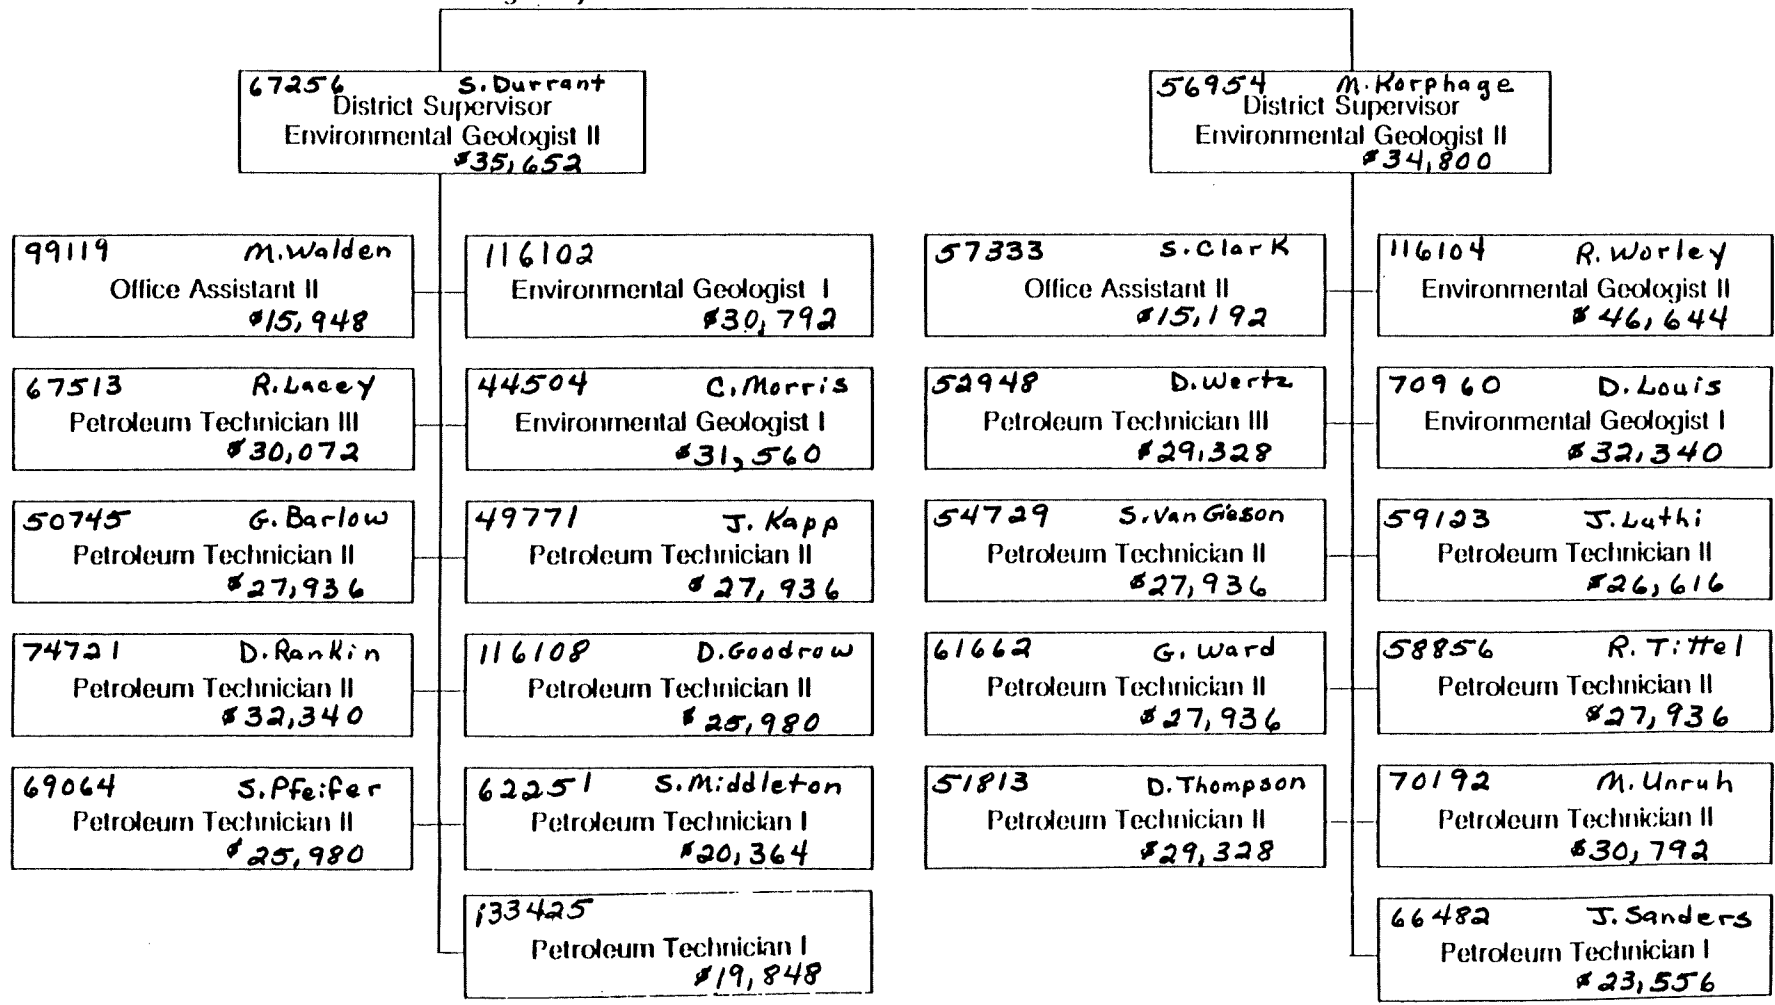 67256 S.Durrant
District Supervisor
Environmental Geologist II
$35,652
56954 M.Korphage
District Supervisor
Environmental Geologist II
$34,800
99119 M.Walden
Office Assistant II
$15,948
116102
Environmental Geologist I
$30,792
57333 S.Clark
Office Assistant II
$15,192
116104 R.Worley
Environmental Geologist II
$46,644
67513 R.Lacey
Petroleum Technician III
$30,072
44504 C.Morris
Environmental Geologist I
$31,560
52948 D.Wertz
Petroleum Technician III
$29,328
70960 D.Louis
Environmental Geologist I
$32,340
50745 G.Barlow
Petroleum Technician II
$27,936
49771 J.Kapp
Petroleum Technician II
$27,936
54729 S.VanGieson
Petroleum Technician II
$27,936
59123 J.Luthi
Petroleum Technician II
$26,616
74721 D.Rankin
Petroleum Technician II
$32,340
116108 D.Goodrow
Petroleum Technician II
$25,980
61662 G.Ward
Petroleum Technician II
$27,936
58856 R.Tittel
Petroleum Technician II
$27,936
69064 S.Pfeifer
Petroleum Technician II
$25,980
62251 S.Middleton
Petroleum Technician I
$20,364
51813 D.Thompson
Petroleum Technician II
$29,328
70192 M.Unruh
Petroleum Technician II
$30,792
133425
Petroleum Technician I
$19,848
66482 J.Sanders
Petroleum Technician I
$23,556